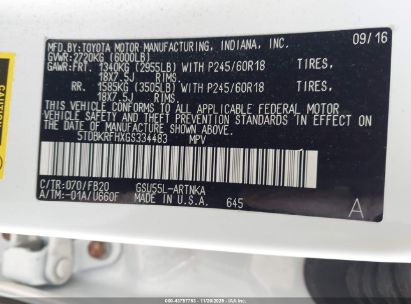 MFD. BY: TOYOTA MOTOR MANUFACTURING, INDIANA, INC. 09/16
GVWR: 2720KG (6000LB)
GAWR: FRT. 1340KG (2955LB) WITH P245/60R18 TIRES,
18X7.5J RIMS.
RR. 1585KG (3505LB) WITH P245/60R18 TIRES,
18X7.5J RIMS.
THIS VEHICLE CONFORMS TO ALL APPLICABLE FEDERAL MOTOR
VEHICLE SAFETY, BUMPER, AND THEFT PREVENTION STANDARDS IN
EFFECT ON THE DATE OF MANUFACTURE SHOWN ABOVE.
5TDBKRFHXGS334483 MPV
C/TR: 070/FB20 GSU55L-ARTNKA
A/TM: -01A/U660F MADE IN U.S.A. 645
A
CAUTION